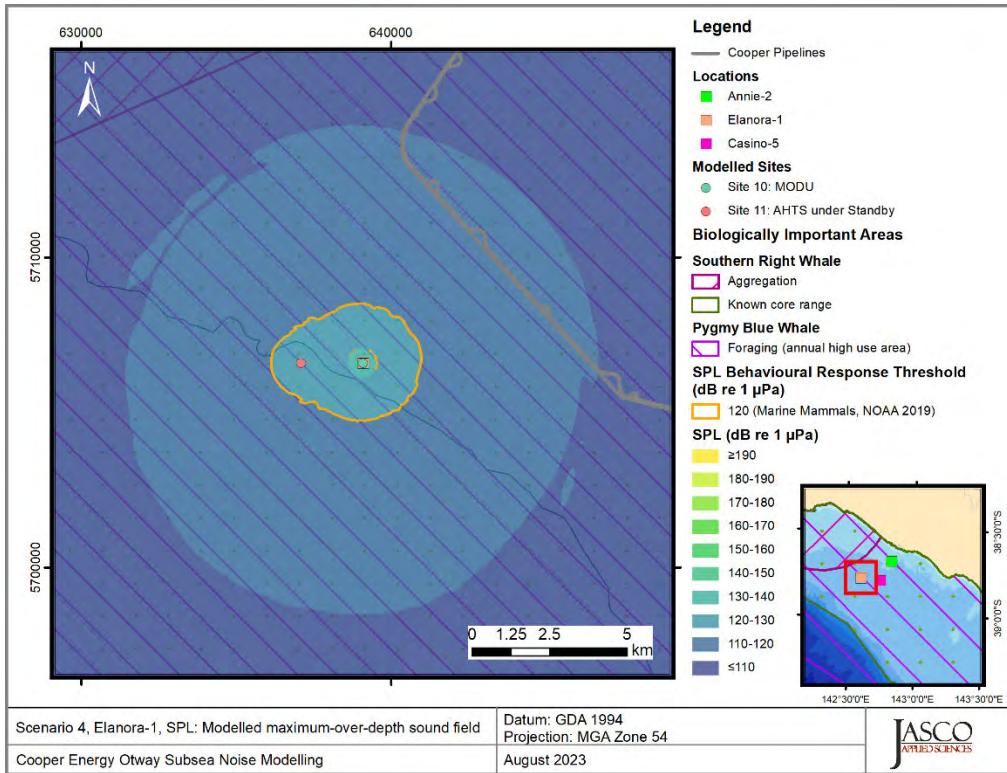 630000
640000
5710000
5700000
N
0 1.25 2.5 5
km
Legend
Cooper Pipelines
Locations
Annie-2
Elanora-1
Casino-5
Modelled Sites
Site 10: MODU
Site 11: AHTS under Standby
Biologically Important Areas
Southern Right Whale
Aggregation
Known core range
Pygmy Blue Whale
Foraging (annual high use area)
SPL Behavioural Response Threshold
(dB re 1 µPa)
120 (Marine Mammals, NOAA 2019)
SPL (dB re 1 µPa)
≥190
180-190
170-180
160-170
150-160
140-150
130-140
120-130
110-120
≤110
38°30'0"S
39°0'0"S
142°30'0"E 143°0'0"E 143°30'0"E
Scenario 4, Elanora-1, SPL: Modelled maximum-over-depth sound field
Datum: GDA 1994
Projection: MGA Zone 54
Cooper Energy Otway Subsea Noise Modelling
August 2023
JASCO
APPLIED SCIENCES